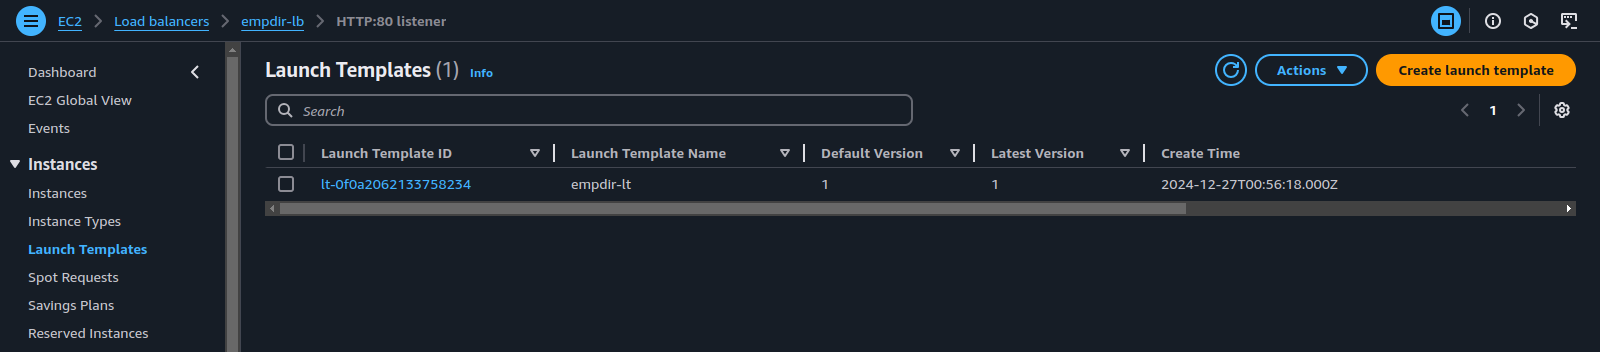 EC2 > Load balancers > empdir-lb > HTTP:80 listener
Dashboard
EC2 Global View
Events
Instances
Instances
Instance Types
Launch Templates
Spot Requests
Savings Plans
Reserved Instances
Launch Templates (1) Info
Actions
Create launch template
Search
1
Launch Template ID Launch Template Name Default Version Latest Version Create Time
lt-0f0a2062133758234 empdir-lt 1 1 2024-12-27T00:56:18.000Z